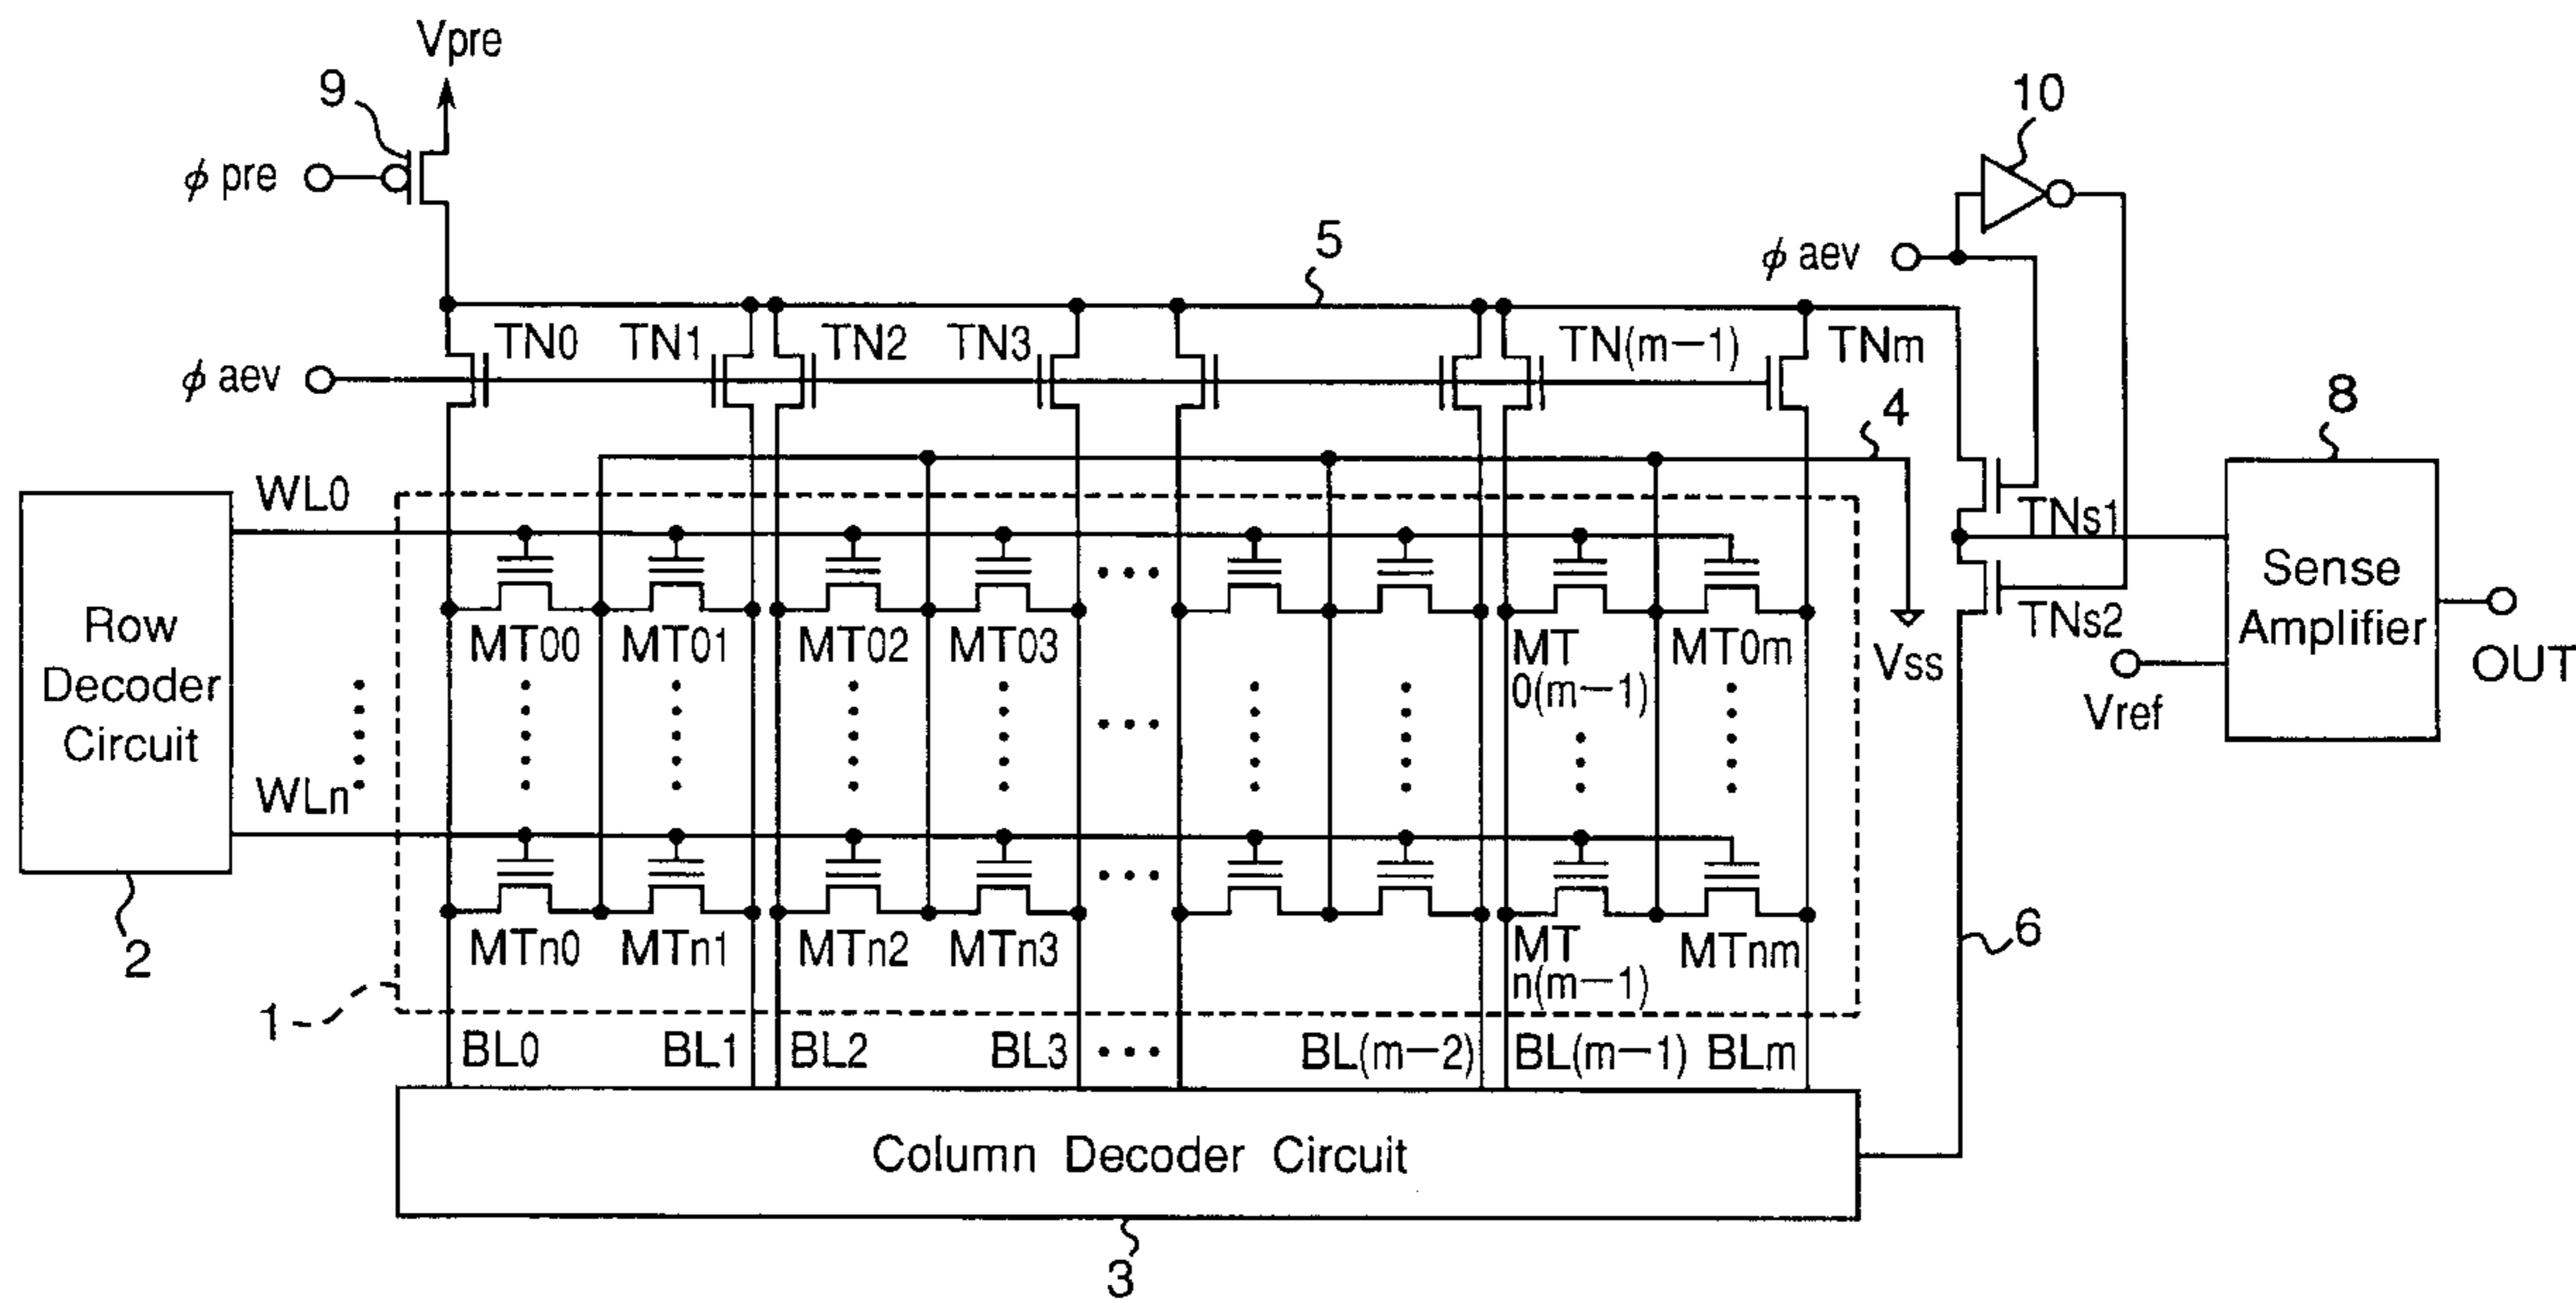 Vpre
9
10
φ pre
5
φ aev
TN0
TN1
TN2
TN3
TN(m−1)
TNm
φ aev
4
8
WL0
TNs1
Row
Decoder
Circuit
Sense
Amplifier
MT00
MT01
MT02
MT03
MT
0(m−1)
MT0m
Vss
TNs2
OUT
Vref
WLn
MTn0
MTn1
MTn2
MTn3
MT
n(m−1)
MTnm
6
2
1
BL0
BL1
BL2
BL3
BL(m−2)
BL(m−1)
BLm
Column Decoder Circuit
3